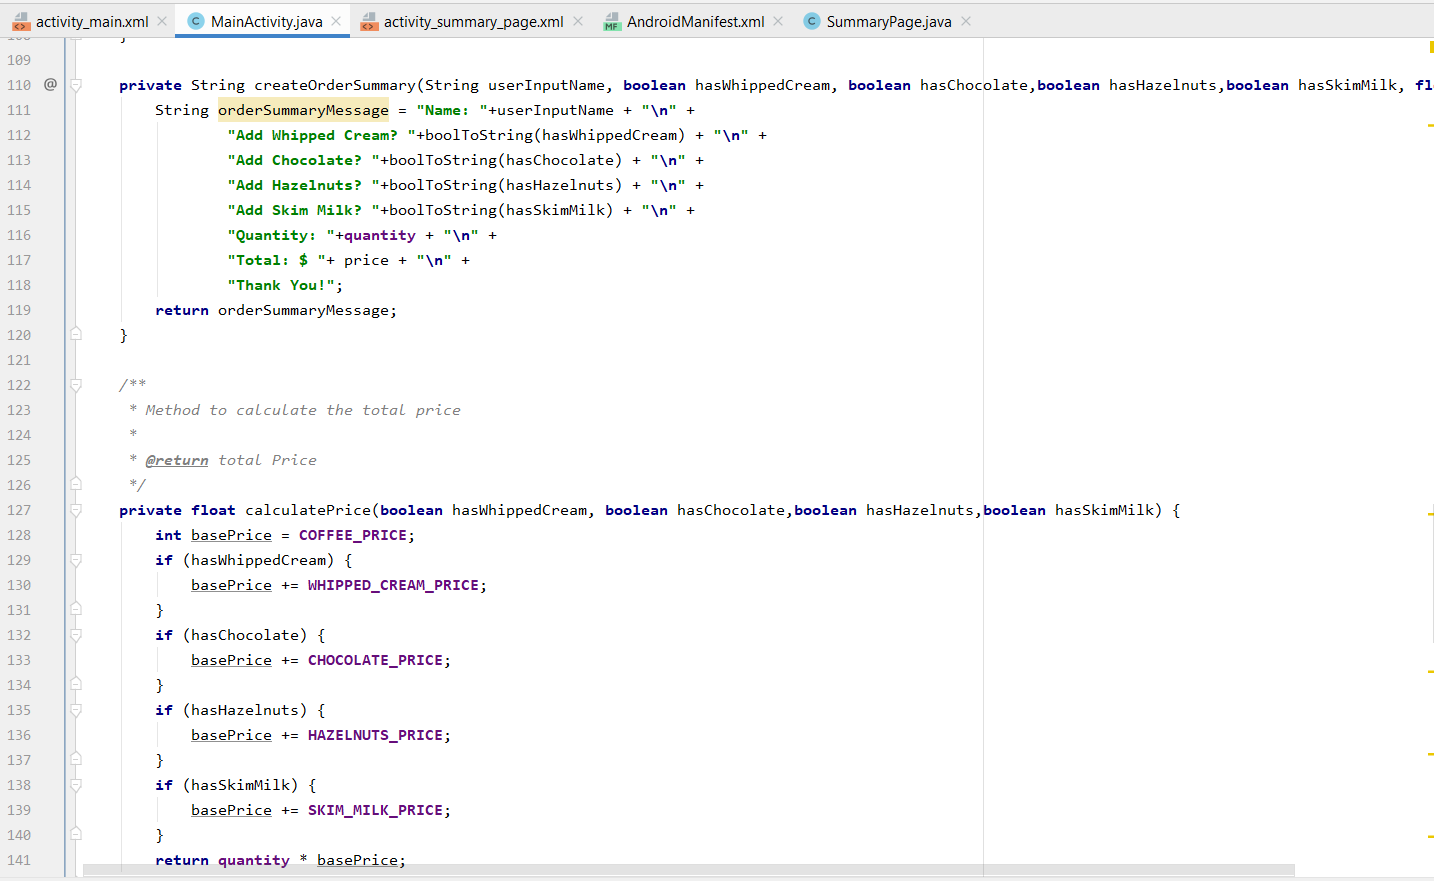 activity_main.xml MainActivity.java activity_summary_page.xml AndroidManifest.xml SummaryPage.java
109
110 @ private String createOrderSummary(String userInputName, boolean hasWhippedCream, boolean hasChocolate,boolean hasHazelnuts,boolean hasSkimMilk, fl
111 String orderSummaryMessage = "Name: "+userInputName + "\n" +
112 "Add Whipped Cream? "+boolToString(hasWhippedCream) + "\n" +
113 "Add Chocolate? "+boolToString(hasChocolate) + "\n" +
114 "Add Hazelnuts? "+boolToString(hasHazelnuts) + "\n" +
115 "Add Skim Milk? "+boolToString(hasSkimMilk) + "\n" +
116 "Quantity: "+quantity + "\n" +
117 "Total: $ "+ price + "\n" +
118 "Thank You!";
119 return orderSummaryMessage;
120 }
121
122 /**
123 * Method to calculate the total price
124 *
125 * @return total Price
126 */
127 private float calculatePrice(boolean hasWhippedCream, boolean hasChocolate,boolean hasHazelnuts,boolean hasSkimMilk) {
128 int basePrice = COFFEE_PRICE;
129 if (hasWhippedCream) {
130 basePrice += WHIPPED_CREAM_PRICE;
131 }
132 if (hasChocolate) {
133 basePrice += CHOCOLATE_PRICE;
134 }
135 if (hasHazelnuts) {
136 basePrice += HAZELNUTS_PRICE;
137 }
138 if (hasSkimMilk) {
139 basePrice += SKIM_MILK_PRICE;
140 }
141 return quantity * basePrice;